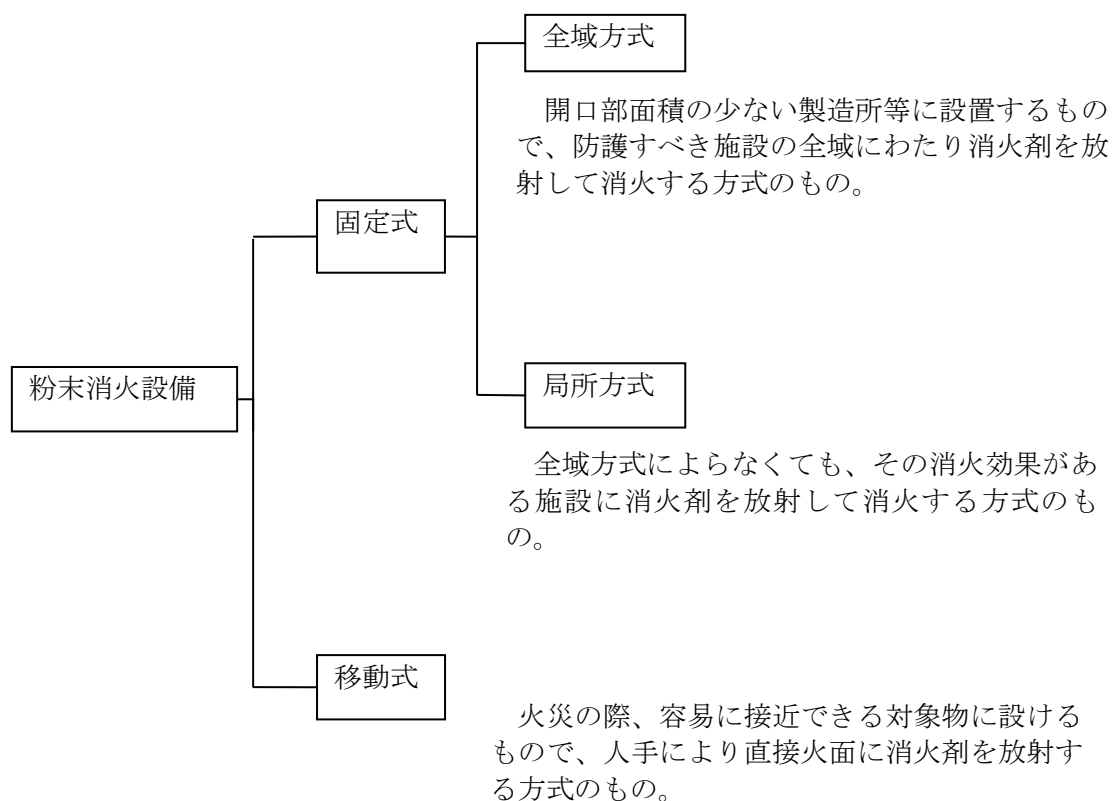 全域方式
開口部面積の少ない製造所等に設置するもの
で、防護すべき施設の全域にわたり消火剤を放
射して消火する方式のもの。
固定式
粉末消火設備
局所方式
全域方式によらなくても、その消火効果があ
る施設に消火剤を放射して消火する方式のも
の。
移動式
火災の際、容易に接近できる対象物に設ける
もので、人手により直接火面に消火剤を放射す
る方式のもの。